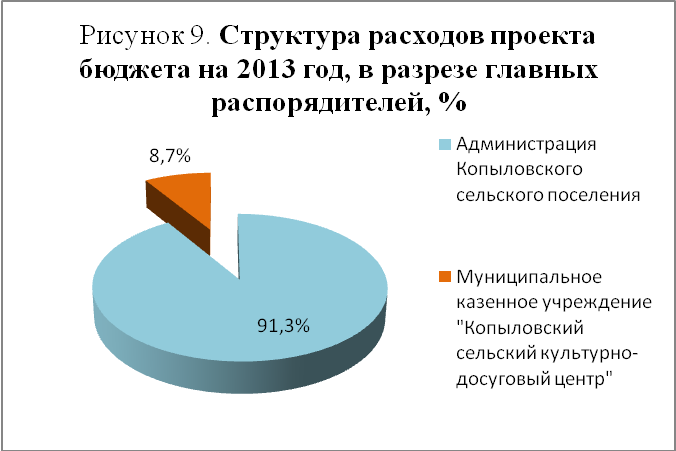 Рисунок 9. Структура расходов проекта
бюджета на 2013 год, в разрезе главных
распорядителей, %
8,7%
91,3%
Администрация
Копыловского
сельского поселения
Муниципальное
казенное учреждение
"Копыловский
сельский культурно-
досуговый центр"